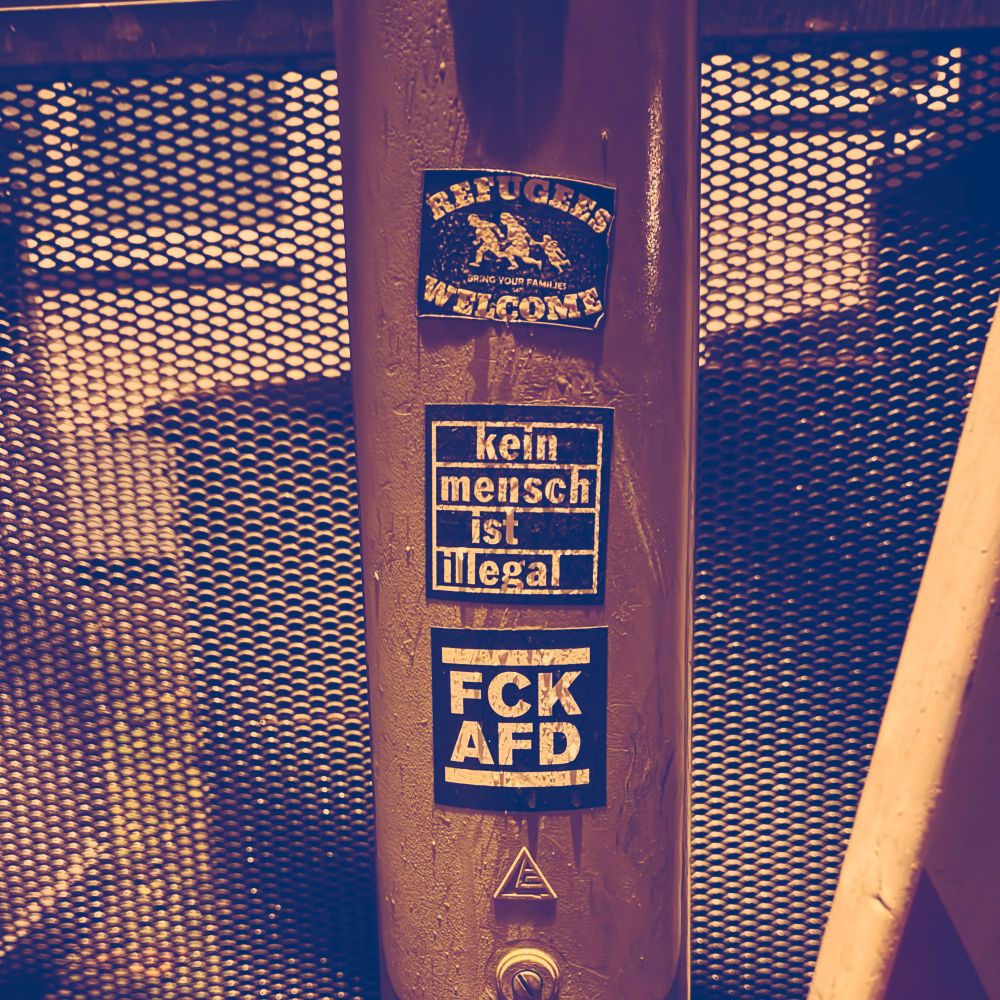 REFUGEES
BRING YOUR FAMILIES
WELCOME
kein
mensch
ist
illegal
FCK
AFD